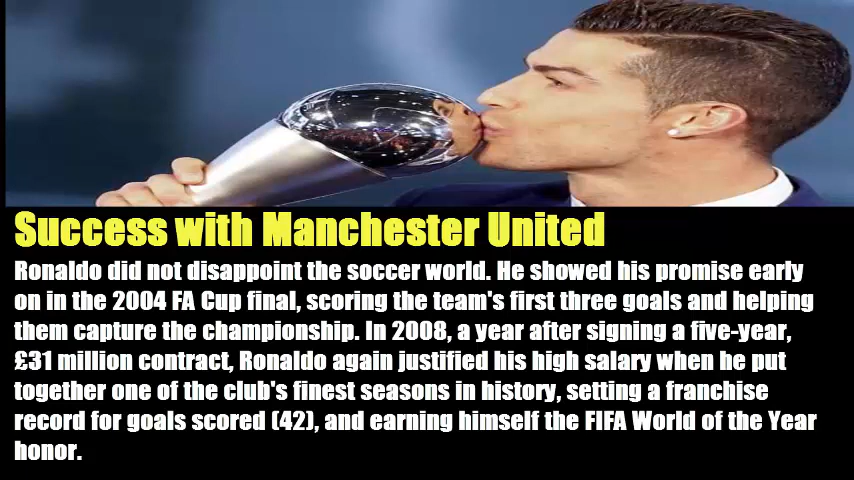 Success with Manchester United
Ronaldo did not disappoint the soccer world. He showed his promise early
on in the 2004 FA Cup final, scoring the team's first three goals and helping
them capture the championship. In 2008, a year after signing a five-year,
£31 million contract, Ronaldo again justified his high salary when he put
together one of the club's finest seasons in history, setting a franchise
record for goals scored (42), and earning himself the FIFA World of the Year
honor.